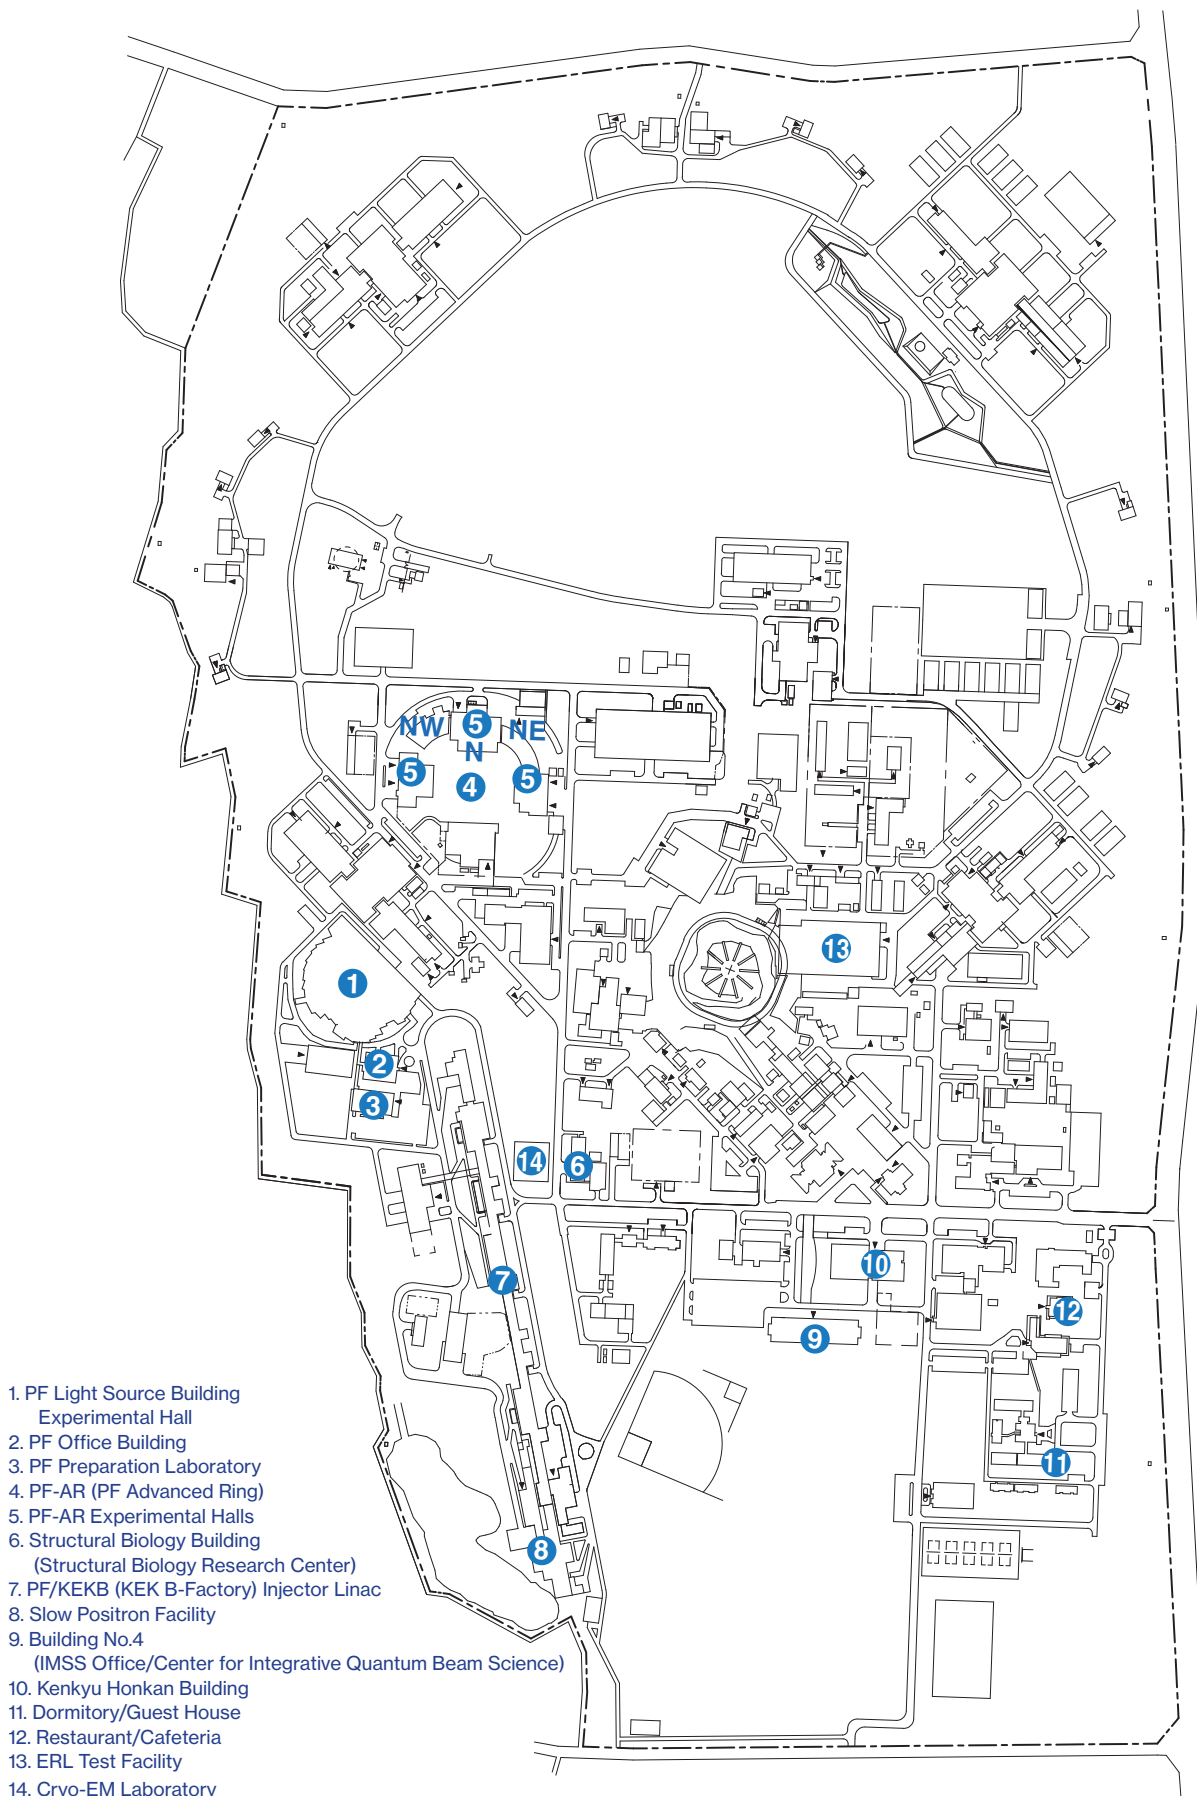 5
NW
NE
N
5
5
4
13
1
2
3
14
6
7
10
12
9
11
8
1. PF Light Source Building
Experimental Hall
2. PF Office Building
3. PF Preparation Laboratory
4. PF-AR (PF Advanced Ring)
5. PF-AR Experimental Halls
6. Structural Biology Building
(Structural Biology Research Center)
7. PF/KEKB (KEK B-Factory) Injector Linac
8. Slow Positron Facility
9. Building No.4
(IMSS Office/Center for Integrative Quantum Beam Science)
10. Kenkyu Honkan Building
11. Dormitory/Guest House
12. Restaurant/Cafeteria
13. ERL Test Facility
14. Cryo-EM Laboratory